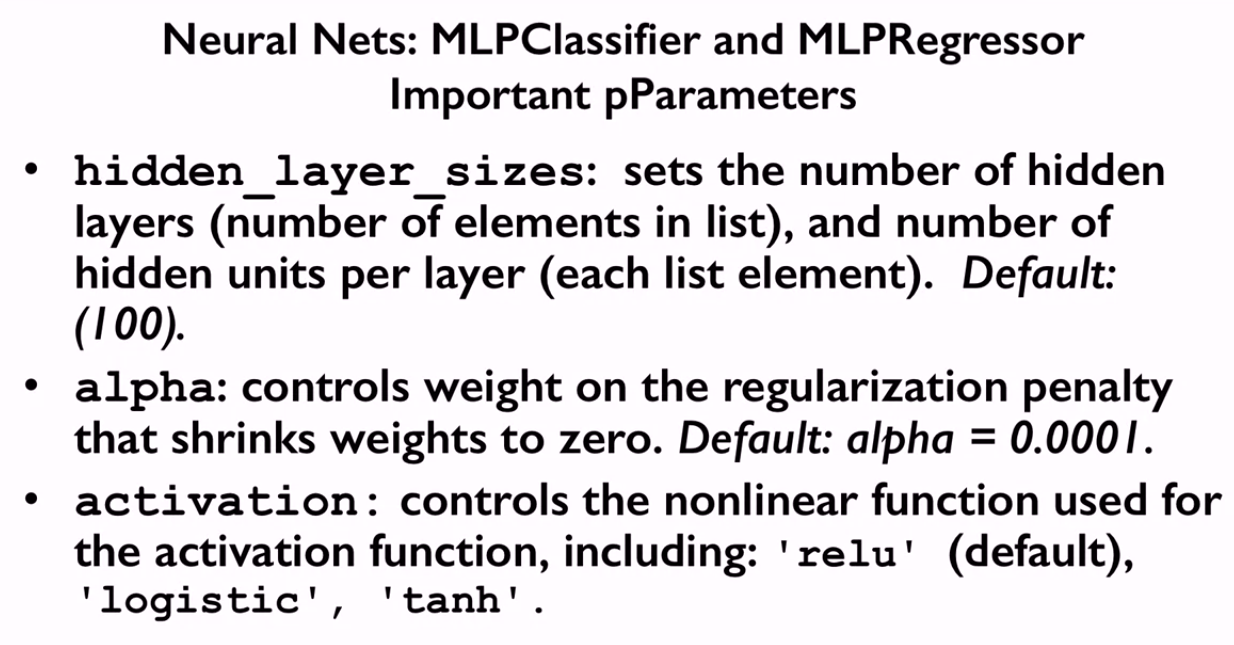 Neural Nets: MLPClassifier and MLPRegressor
Important pParameters
• hidden_layer_sizes: sets the number of hidden
layers (number of elements in list), and number of
hidden units per layer (each list element). Default:
(100).
• alpha: controls weight on the regularization penalty
that shrinks weights to zero. Default: alpha = 0.0001.
• activation: controls the nonlinear function used for
the activation function, including: 'relu' (default),
'logistic', 'tanh'.